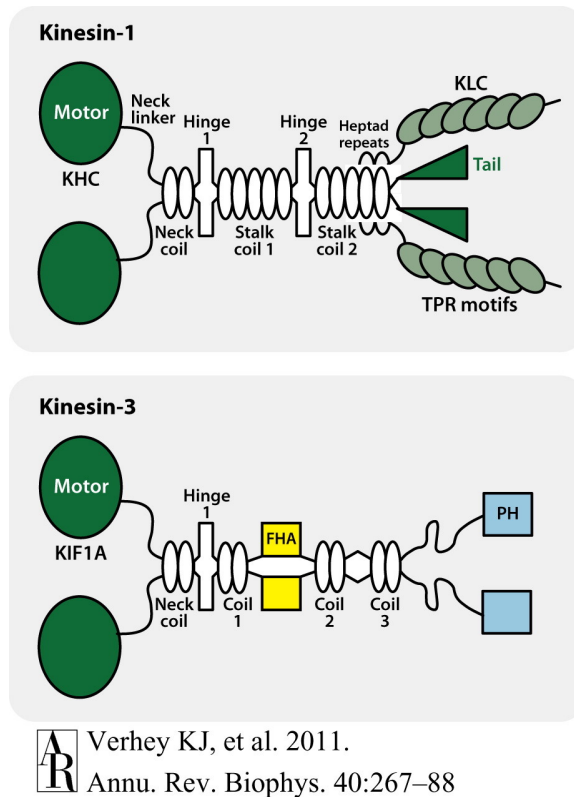 Kinesin-1
Motor
Neck
linker
KHC
Hinge
1
Hinge
2
Heptad
repeats
KLC
Tail
Neck
coil
Stalk
coil 1
Stalk
coil 2
TPR motifs
Kinesin-3
Motor
KIF1A
Hinge
1
FHA
PH
Neck
coil
Coil
1
Coil
2
Coil
3
AR
Verhey KJ, et al. 2011.
Annu. Rev. Biophys. 40:267–88